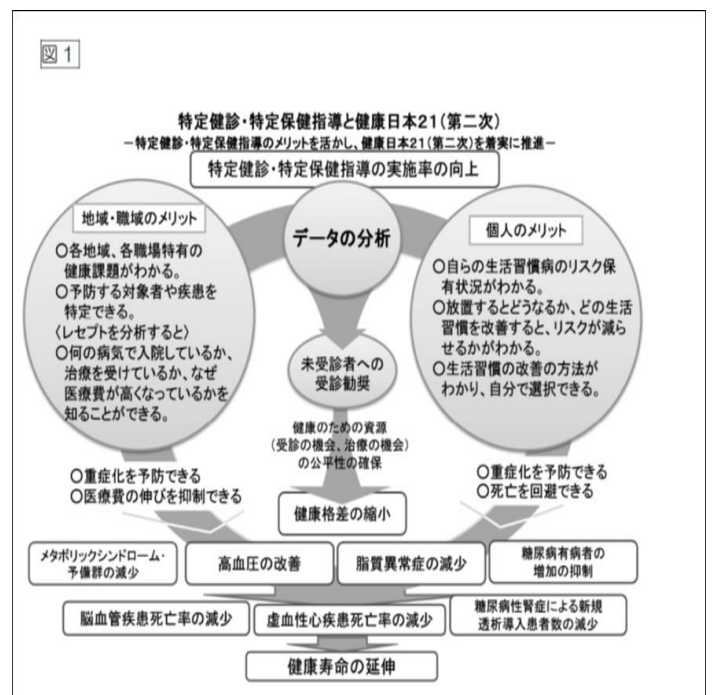 図1
特定健診・特定保健指導と健康日本21(第二次)
－特定健診・特定保健指導のメリットを活かし、健康日本21(第二次)を着実に推進－
特定健診・特定保健指導の実施率の向上
地域・職域のメリット
○各地域、各職場特有の
健康課題がわかる。
○予防する対象者や疾患を
特定できる。
〈レセプトを分析すると〉
○何の病気で入院しているか、
治療を受けているか、なぜ
医療費が高くなっているかを
知ることができる。
データの分析
個人のメリット
○自らの生活習慣病のリスク保
有状況がわかる。
○放置するとどうなるか、どの生活
習慣を改善すると、リスクが減ら
せるかがわかる。
○生活習慣の改善の方法が
わかり、自分で選択できる。
未受診者への
受診勧奨
健康のための資源
(受診の機会、治療の機会)
の公平性の確保
○重症化を予防できる
○医療費の伸びを抑制できる
○重症化を予防できる
○死亡を回避できる
健康格差の縮小
メタボリックシンドローム・
予備群の減少
高血圧の改善
脂質異常症の減少
糖尿病有病者の
増加の抑制
脳血管疾患死亡率の減少
虚血性心疾患死亡率の減少
糖尿病性腎症による新規
透析導入患者数の減少
健康寿命の延伸